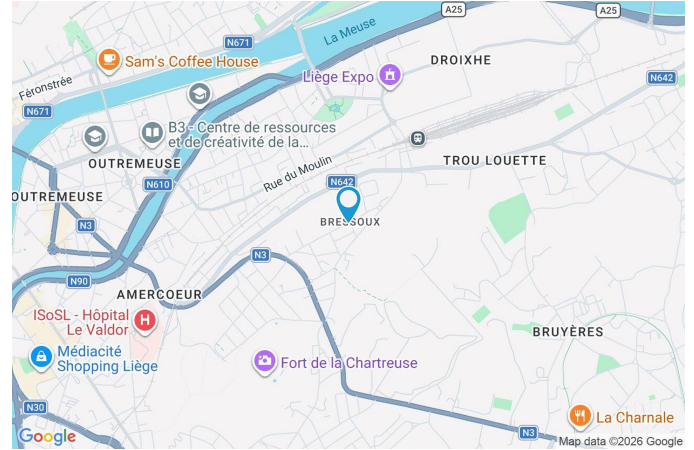 A25
A25
N671
La Meuse
Sam's Coffee House
DROIXHE
Liège Expo
N642
Féronstrée
N671
B3 - Centre de ressources
et de créativité de la...
OUTREMEUSE
Rue du Moulin
TROU LOUETTE
N610
N642
OUTREMEUSE
N3
BRESSOUX
N3
N90
AMERCOEUR
ISoSL - Hôpital
Le Valdor
H
BRUYÈRES
Médiacité
Shopping Liège
Fort de la Chartreuse
N30
La Charnale
N3
Google
Map data ©2026 Google